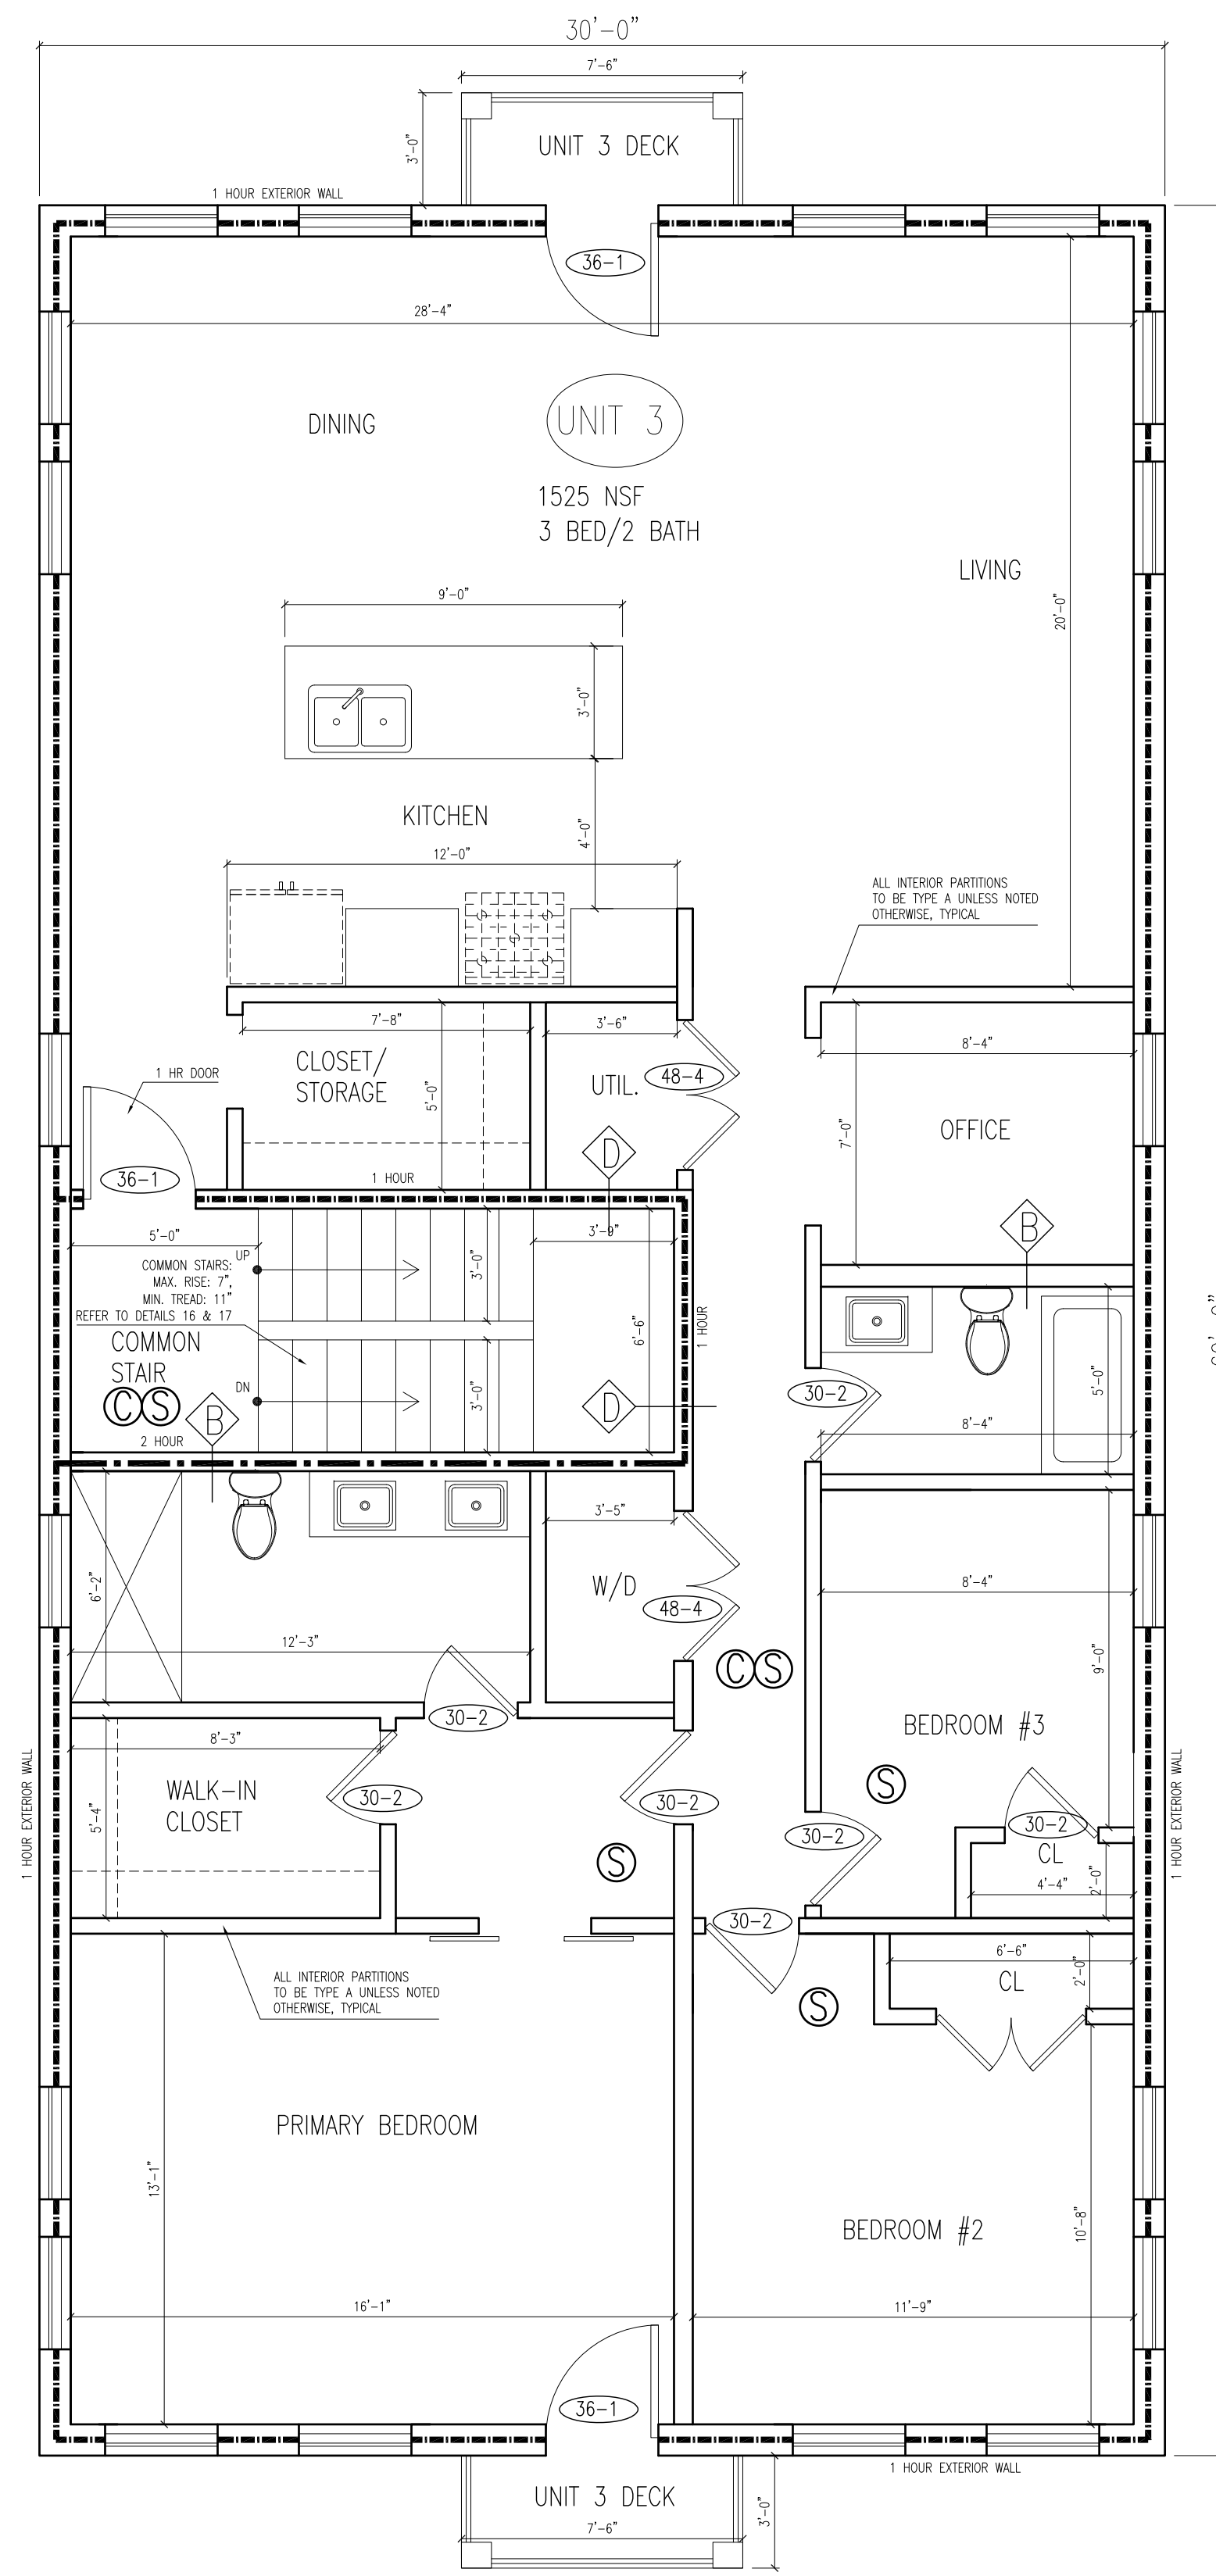 30'-0"
7'-6"
3'-0"
UNIT 3 DECK
1 HOUR EXTERIOR WALL
36-1
28'-4"
DINING
UNIT 3
1525 NSF
3 BED/2 BATH
LIVING
20'-0"
9'-0"
3'-0"
KITCHEN
4'-0"
12'-0"
ALL INTERIOR PARTITIONS
TO BE TYPE A UNLESS NOTED
OTHERWISE, TYPICAL
7'-8"
3'-6"
8'-4"
CLOSET/
STORAGE
5'-0"
UTIL.
48-4
1 HR DOOR
7'-0"
OFFICE
D
36-1
1 HOUR
B
5'-0"
UP
3'-0"
3'-9"
COMMON STAIRS:
MAX. RISE: 7",
MIN. TREAD: 11"
REFER TO DETAILS 16 & 17
6'-6"
1 HOUR
COMMON
STAIR
C S
DN
3'-0"
D
B
2 HOUR
30-2
5'-0"
8'-4"
3'-5"
6'-2"
W/D
48-4
8'-4"
12'-3"
9'-0"
C S
30-2
BEDROOM #3
8'-3"
WALK-IN
CLOSET
5'-4"
30-2
30-2
S
30-2
30-2
CL
4'-4"
2'-0"
S
1 HOUR EXTERIOR WALL
1 HOUR EXTERIOR WALL
30-2
6'-6"
CL
2'-0"
S
ALL INTERIOR PARTITIONS
TO BE TYPE A UNLESS NOTED
OTHERWISE, TYPICAL
PRIMARY BEDROOM
13'-1"
BEDROOM #2
10'-8"
16'-1"
11'-9"
36-1
1 HOUR EXTERIOR WALL
UNIT 3 DECK
7'-6"
3'-0"